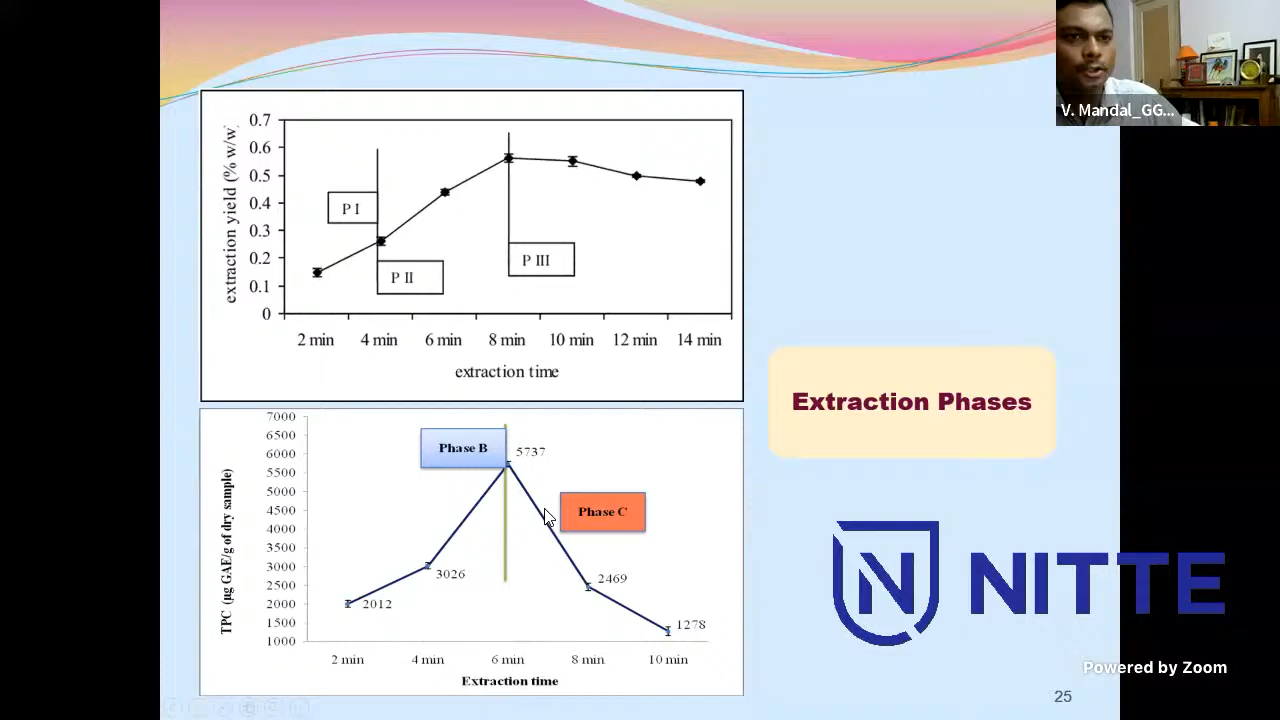 V. Mandal_GG...
extraction yield (% w/w)
0.7
0.6
0.5
0.4
0.3
0.2
0.1
0
P I
P II
P III
2 min 4 min 6 min 8 min 10 min 12 min 14 min
extraction time
Extraction Phases
TPC (µg GAE/g of dry sample)
7000
6500
6000
5500
5000
4500
4000
3500
3000
2500
2000
1500
1000
Phase B
5737
Phase C
3026
2469
2012
1278
2 min 4 min 6 min 8 min 10 min
Extraction time
NITTE
Powered by Zoom
25